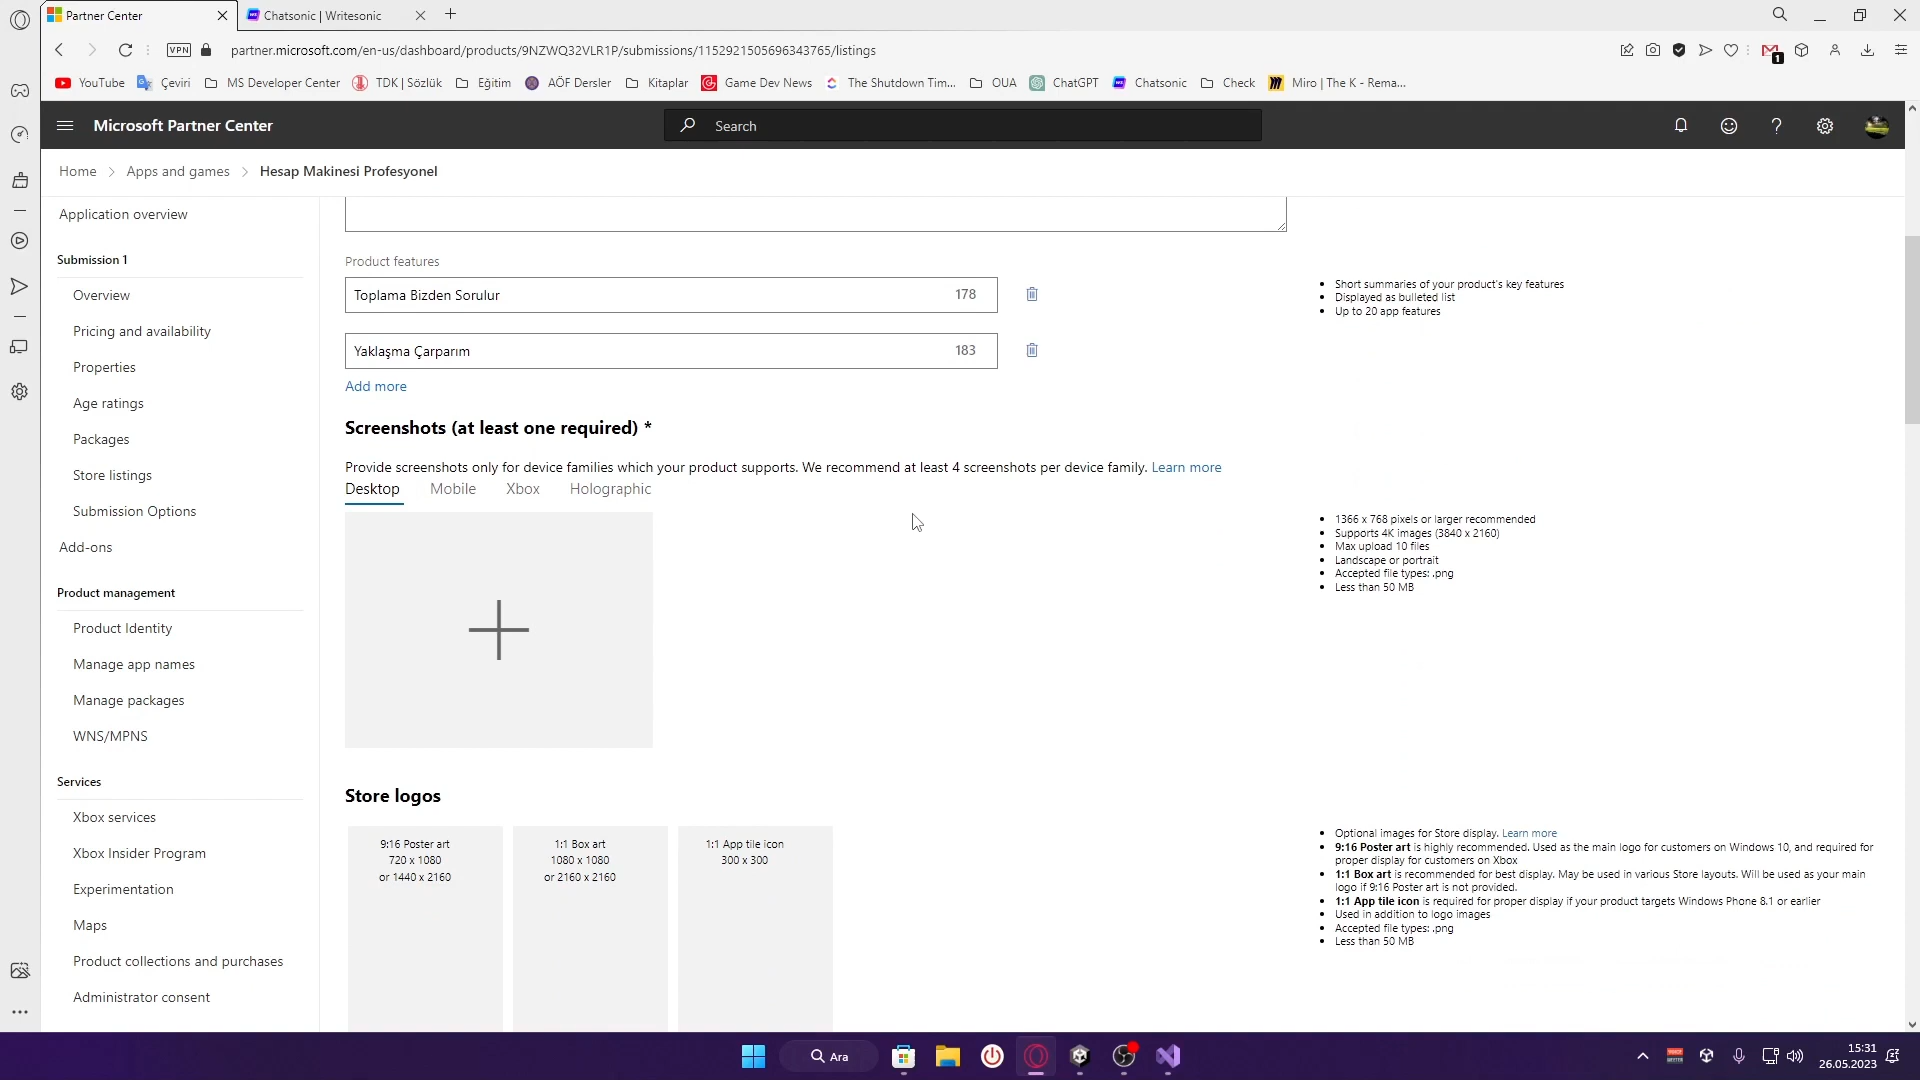 Partner Center
Chatsonic | Writesonic
VPN
partner.microsoft.com/en-us/dashboard/products/9NZWQ32VLR1P/submissions/1152921505696343765/listings
1
YouTube
Çeviri
MS Developer Center
TDK | Sözlük
Eğitim
AÖF Dersler
Kitaplar
Game Dev News
The Shutdown Tim...
OUA
ChatGPT
Chatsonic
Check
Miro | The K - Rema...
Microsoft Partner Center
Search
Home
Apps and games
Hesap Makinesi Profesyonel
Application overview
Submission 1
Overview
Pricing and availability
Properties
Age ratings
Packages
Store listings
Submission Options
Add-ons
Product management
Product Identity
Manage app names
Manage packages
WNS/MPNS
Services
Xbox services
Xbox Insider Program
Experimentation
Maps
Product collections and purchases
Administrator consent
Product features
Toplama Bizden Sorulur 178
Yaklaşma Çarparım 183
Add more
Short summaries of your product's key features
Displayed as bulleted list
Up to 20 app features
Screenshots (at least one required) *
Provide screenshots only for device families which your product supports. We recommend at least 4 screenshots per device family. Learn more
Desktop Mobile Xbox Holographic
1366 x 768 pixels or larger recommended
Supports 4K images (3840 x 2160)
Max upload 10 files
Landscape or portrait
Accepted file types: .png
Less than 50 MB
Store logos
9:16 Poster art
720 x 1080
or 1440 x 2160
1:1 Box art
1080 x 1080
or 2160 x 2160
1:1 App tile icon
300 x 300
Optional images for Store display. Learn more
9:16 Poster art is highly recommended. Used as the main logo for customers on Windows 10, and required for
proper display for customers on Xbox
1:1 Box art is recommended for best display. May be used in various Store layouts. Will be used as your main
logo if 9:16 Poster art is not provided.
1:1 App tile icon is required for proper display if your product targets Windows Phone 8.1 or earlier
Used in addition to logo images
Accepted file types: .png
Less than 50 MB
Ara
15:31
26.05.2023